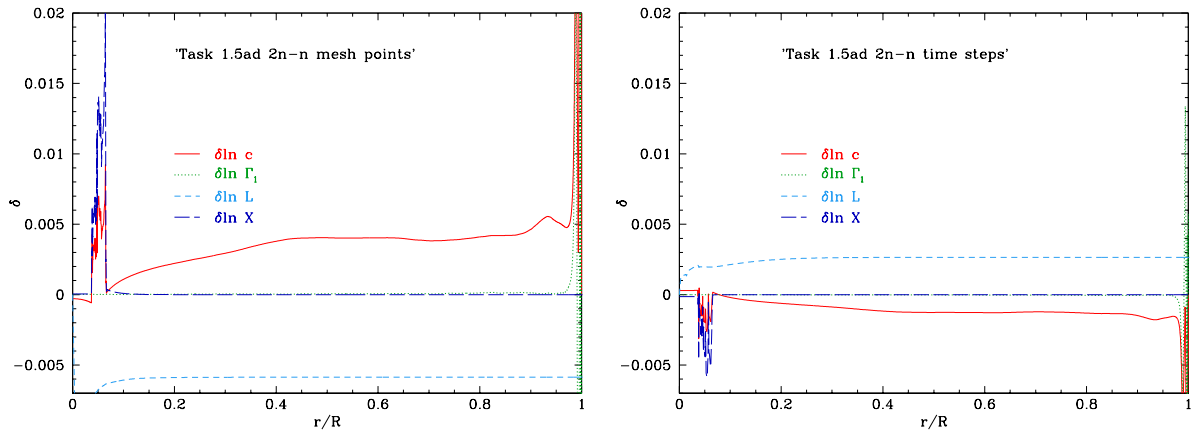 0.02
0.015
0.01
0.005
0
−0.005
δ
'Task 1.5ad 2n−n mesh points'
δln c
δln Γ₁
δln L
δln X
0 0.2 0.4 0.6 0.8 1
r/R
0.02
0.015
0.01
0.005
0
−0.005
δ
'Task 1.5ad 2n−n time steps'
δln c
δln Γ₁
δln L
δln X
0 0.2 0.4 0.6 0.8 1
r/R